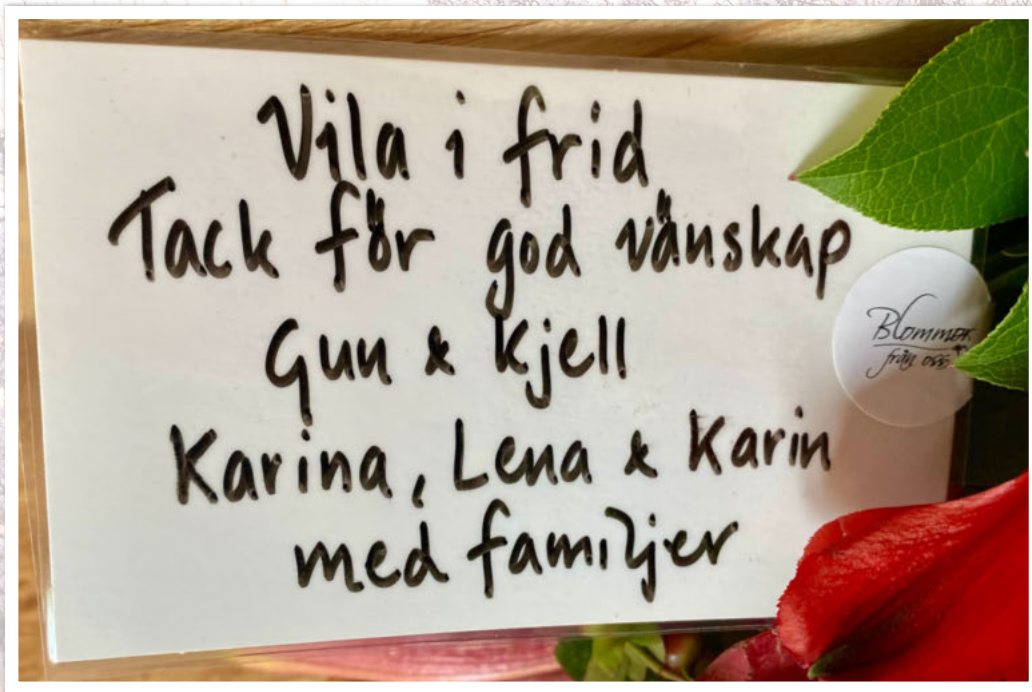 Vila i frid
Tack för god vänskap
Gun & Kjell
Karina, Lena & Karin
med familjer
Blommor
från oss